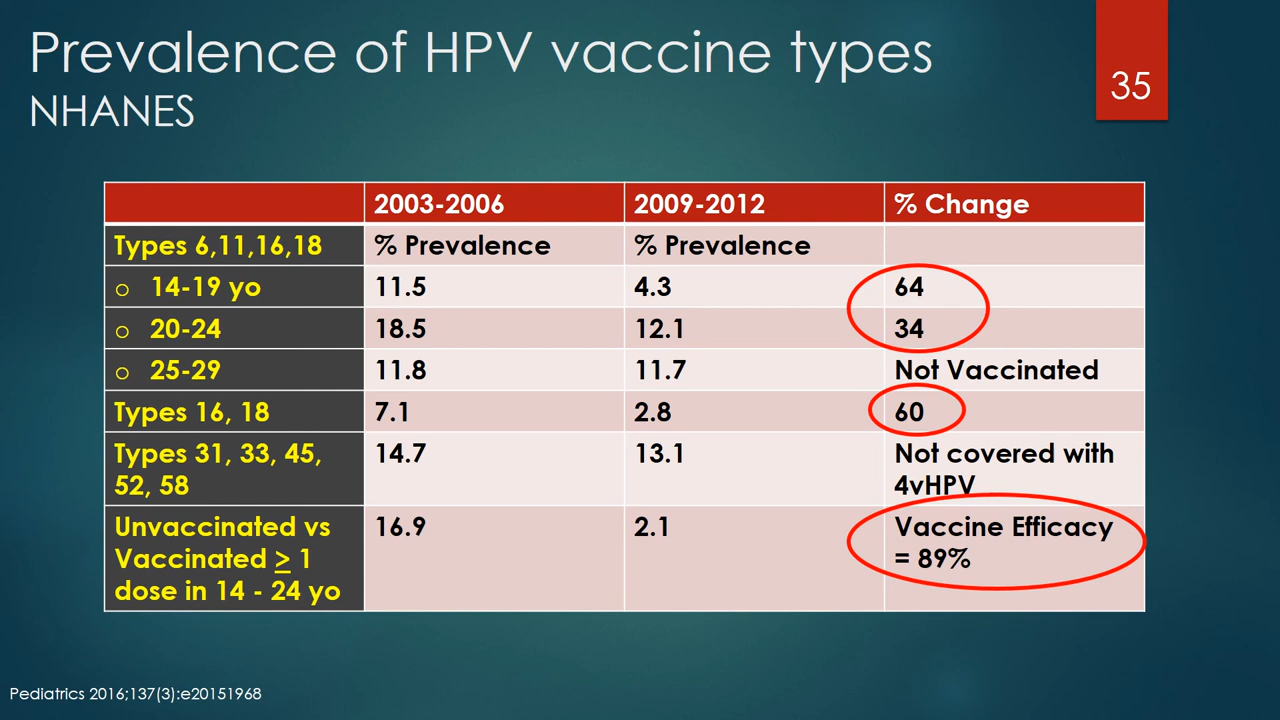 Prevalence of HPV vaccine types
NHANES
35
2003-2006 2009-2012 % Change
Types 6,11,16,18 % Prevalence % Prevalence
o 14-19 yo 11.5 4.3 64
o 20-24 18.5 12.1 34
o 25-29 11.8 11.7 Not Vaccinated
Types 16, 18 7.1 2.8 60
Types 31, 33, 45, 14.7 13.1 Not covered with
52, 58 4vHPV
Unvaccinated vs 16.9 2.1 Vaccine Efficacy
Vaccinated ≥ 1 = 89%
dose in 14 - 24 yo
Pediatrics 2016;137(3):e20151968